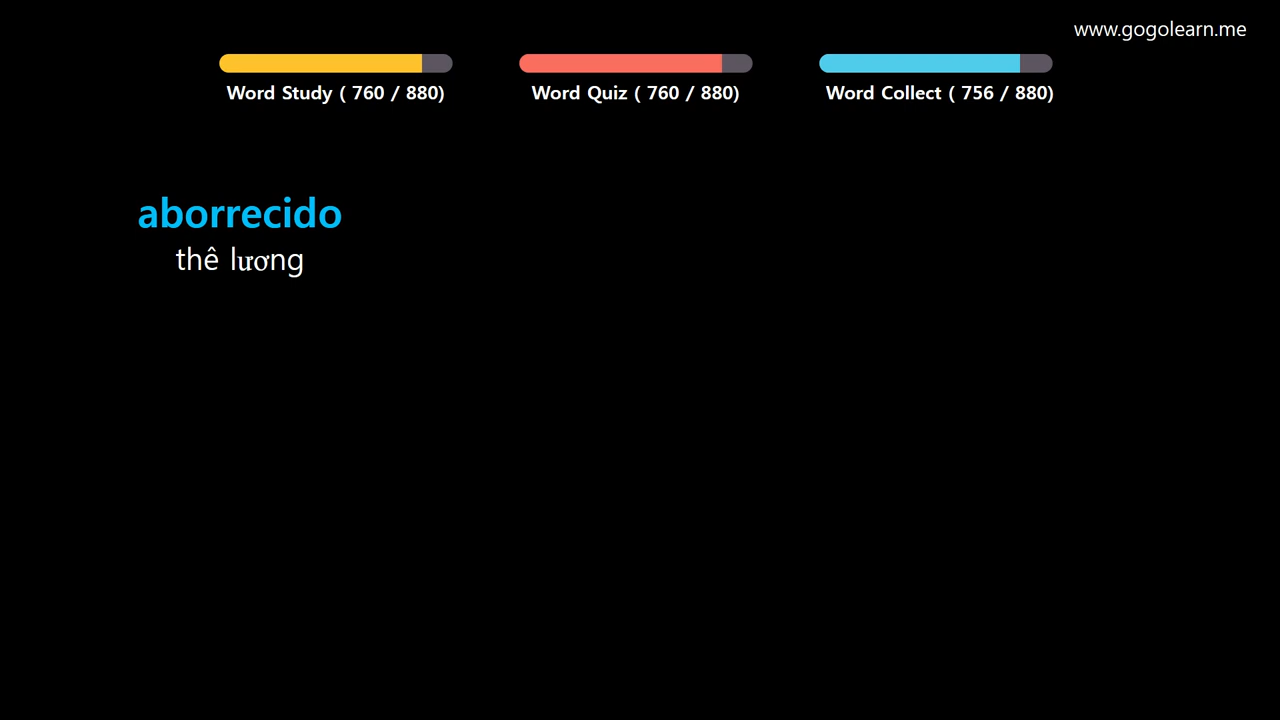 www.gogolearn.me
Word Study ( 760 / 880)
Word Quiz ( 760 / 880)
Word Collect ( 756 / 880)
aborrecido
thê lương